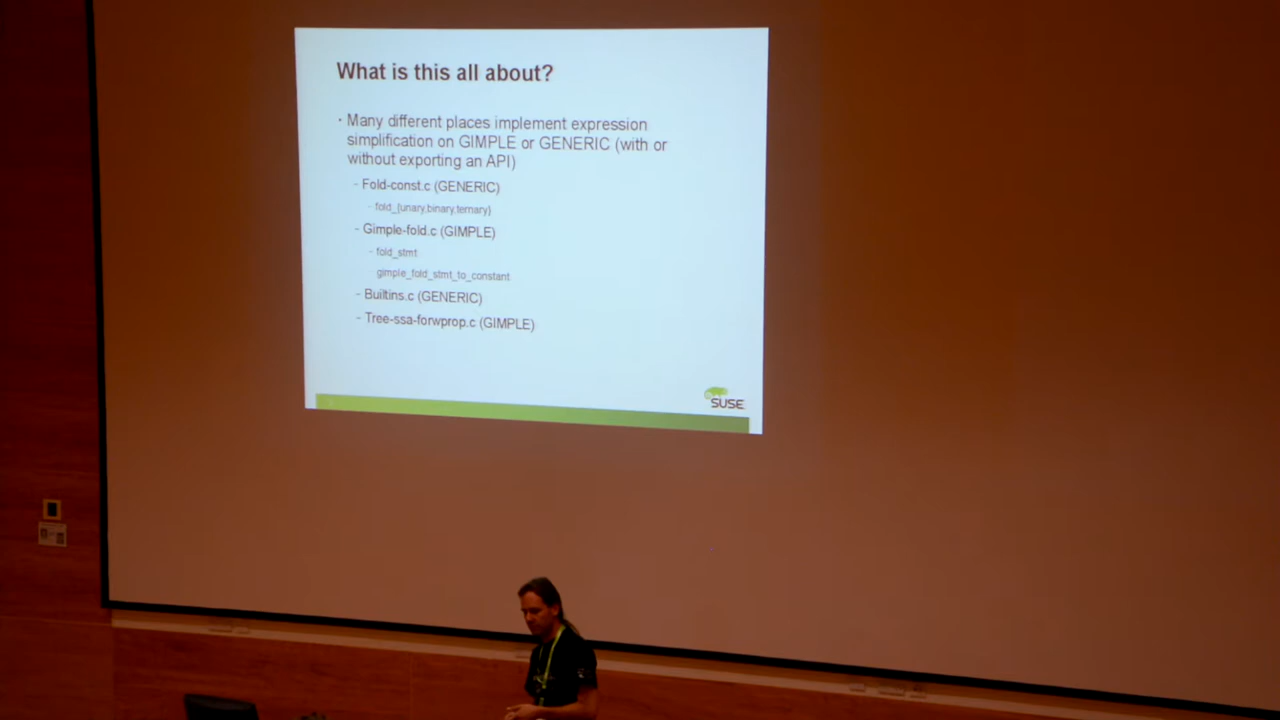 What is this all about?
· Many different places implement expression
simplification on GIMPLE or GENERIC (with or
without exporting an API)
- Fold-const.c (GENERIC)
- fold_{unary,binary,ternary}
- Gimple-fold.c (GIMPLE)
- fold_stmt
gimple_fold_stmt_to_constant
- Builtins.c (GENERIC)
- Tree-ssa-forwprop.c (GIMPLE)
SUSE